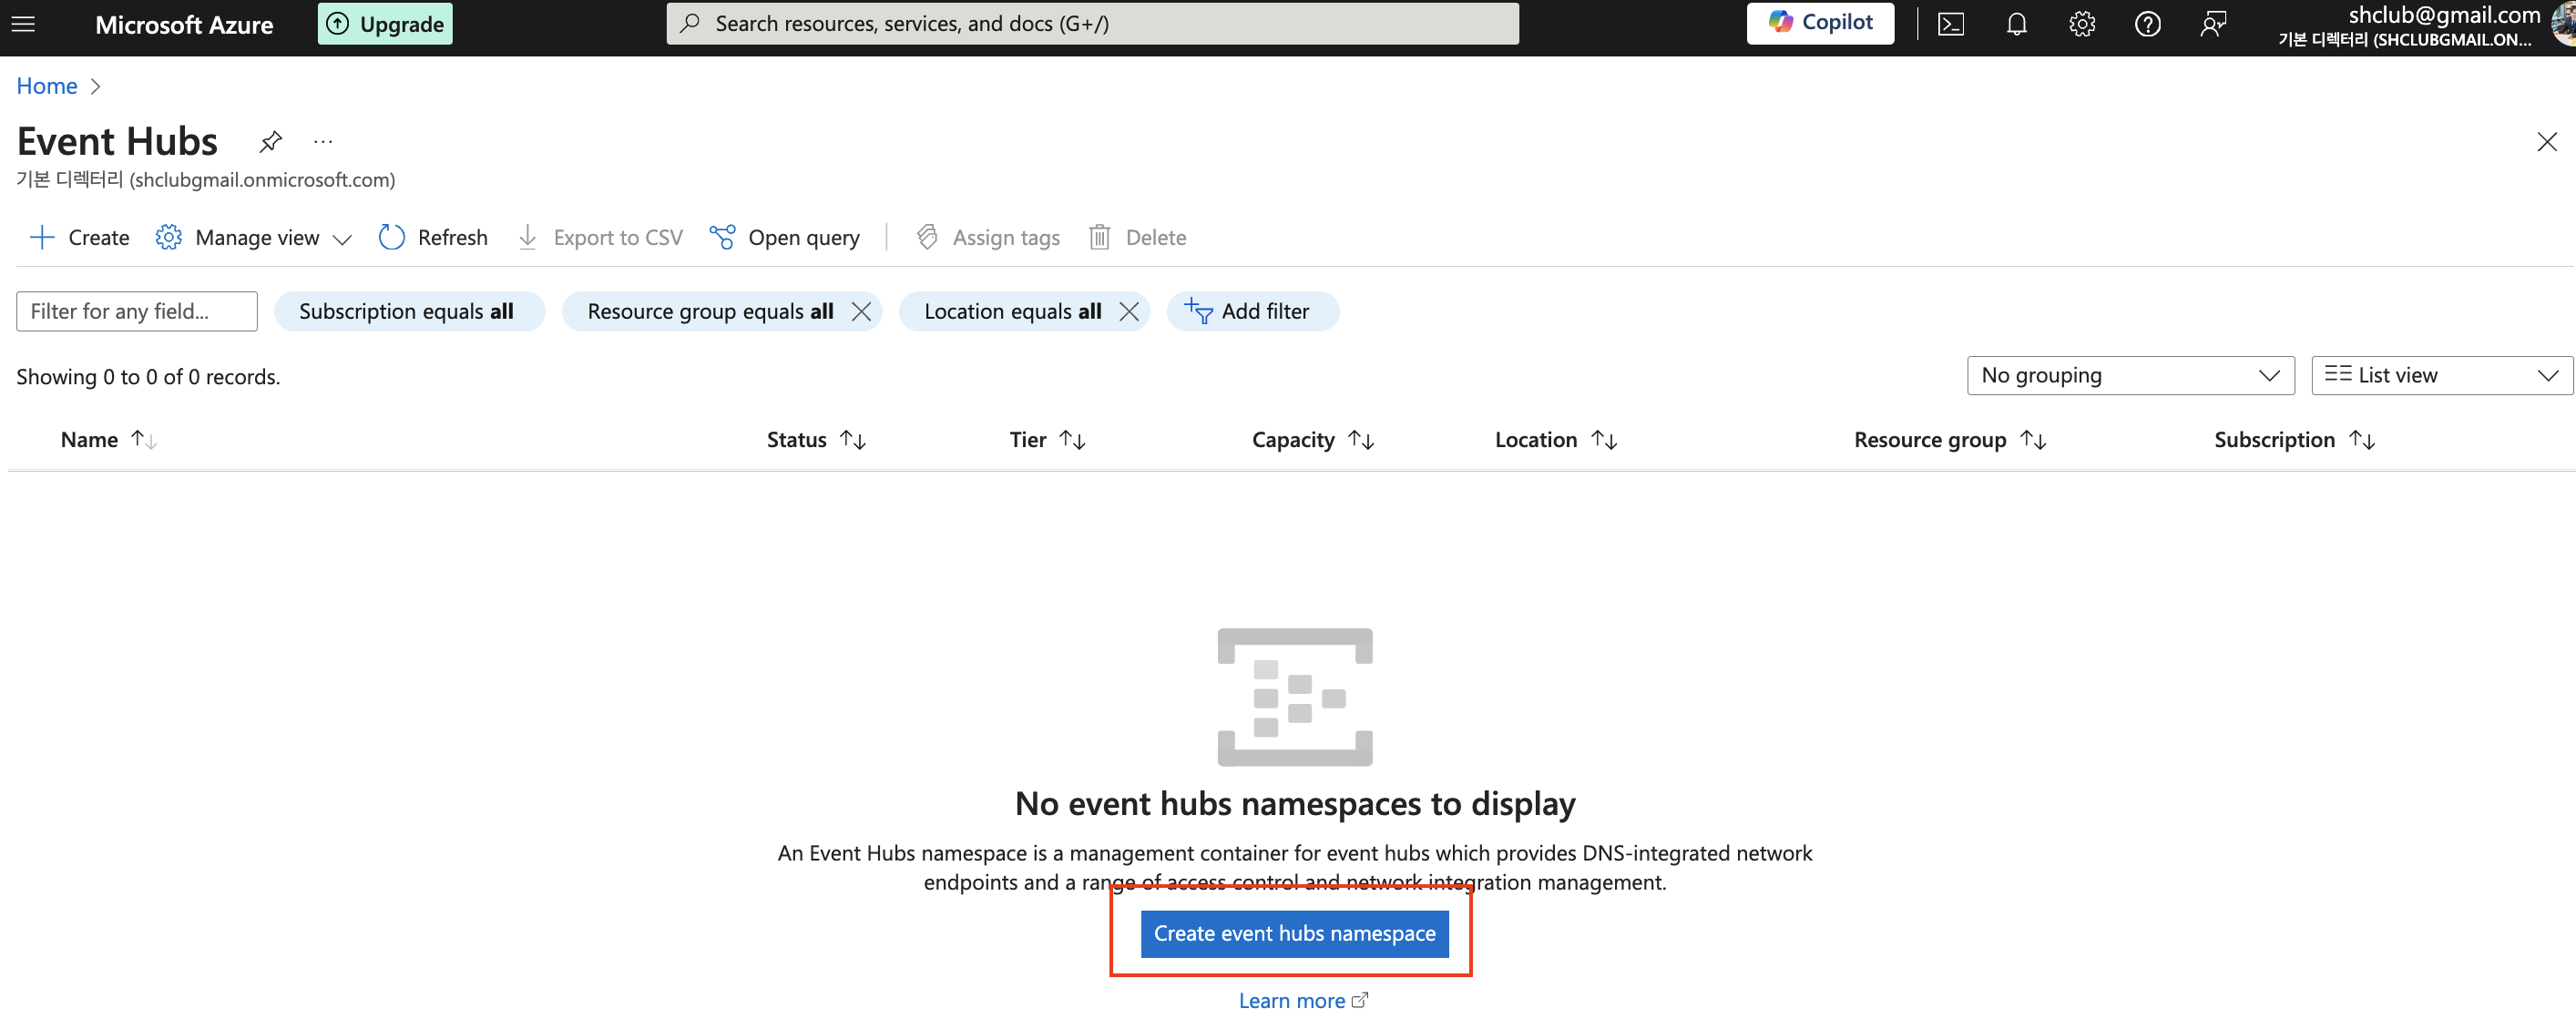 Microsoft Azure
Upgrade
Search resources, services, and docs (G+/)
Copilot
shclub@gmail.com
기본 디렉터리 (SHCLUBGMAIL.ON...
Home
Event Hubs
기본 디렉터리 (shclubgmail.onmicrosoft.com)
Create Manage view Refresh Export to CSV Open query Assign tags Delete
Filter for any field... Subscription equals all Resource group equals all Location equals all Add filter
Showing 0 to 0 of 0 records. No grouping List view
Name Status Tier Capacity Location Resource group Subscription
No event hubs namespaces to display
An Event Hubs namespace is a management container for event hubs which provides DNS-integrated network
endpoints and a range of access control and network integration management.
Create event hubs namespace
Learn more